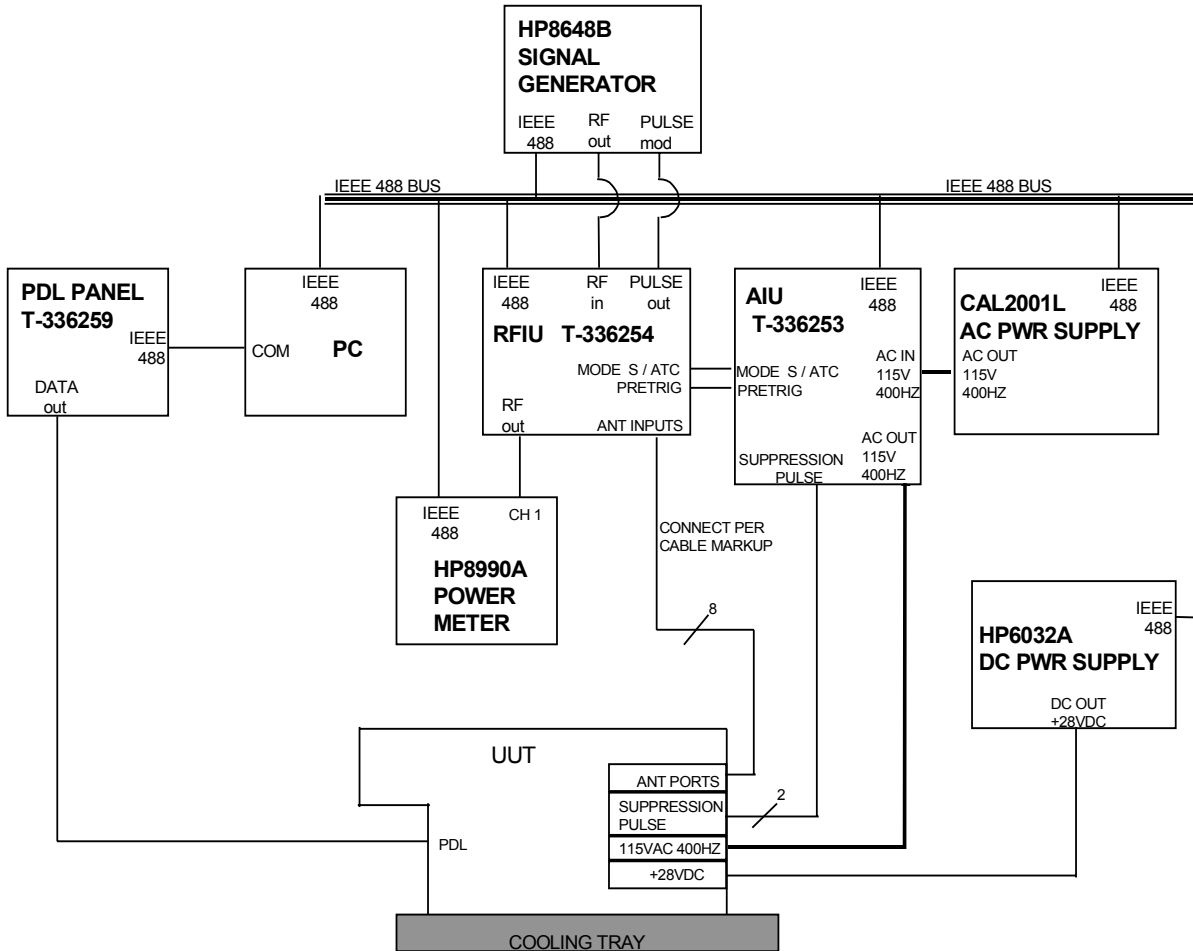 HP8648B
SIGNAL
GENERATOR
IEEE
488
RF
out
PULSE
mod
IEEE 488 BUS
IEEE 488 BUS
PDL PANEL
T-336259
IEEE
488
DATA
out
IEEE
488
COM
PC
IEEE
488
RF
in
PULSE
out
RFIU T-336254
MODE S / ATC
PRETRIG
RF
out
ANT INPUTS
AIU
T-336253
IEEE
488
MODE S / ATC
PRETRIG
AC IN
115V
400HZ
AC OUT
115V
400HZ
SUPPRESSION
PULSE
IEEE
488
CAL2001L
AC PWR SUPPLY
AC OUT
115V
400HZ
IEEE
488
CH 1
HP8990A
POWER
METER
CONNECT PER
CABLE MARKUP
8
IEEE
488
HP6032A
DC PWR SUPPLY
DC OUT
+28VDC
UUT
ANT PORTS
SUPPRESSION
PULSE
2
115VAC 400HZ
+28VDC
PDL
COOLING TRAY